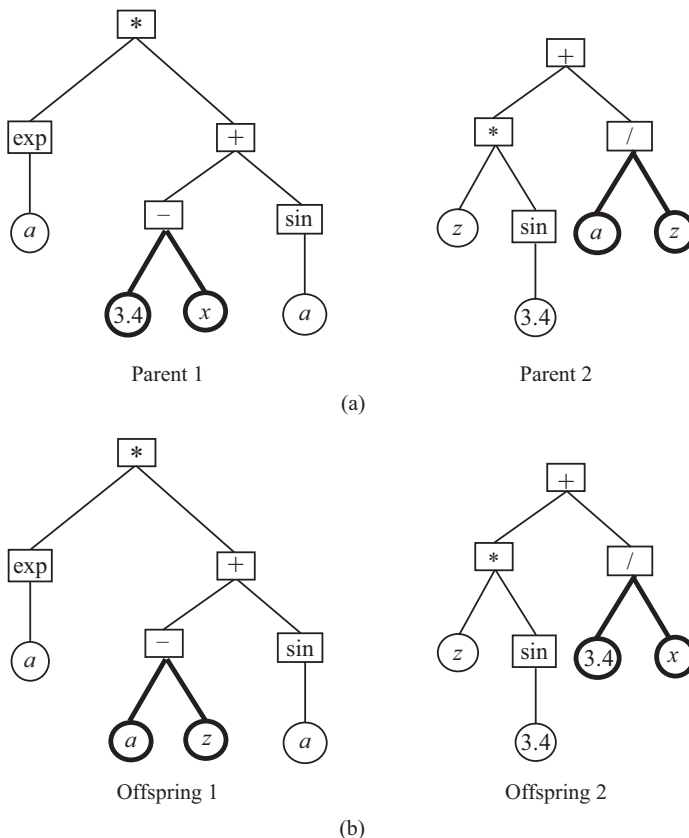 *
+
exp
+
*
/
a
−
sin
z
sin
a
z
3.4
x
a
3.4
Parent 1
Parent 2
(a)
*
+
exp
+
*
/
a
−
sin
z
sin
3.4
x
a
z
a
3.4
Offspring 1
Offspring 2
(b)